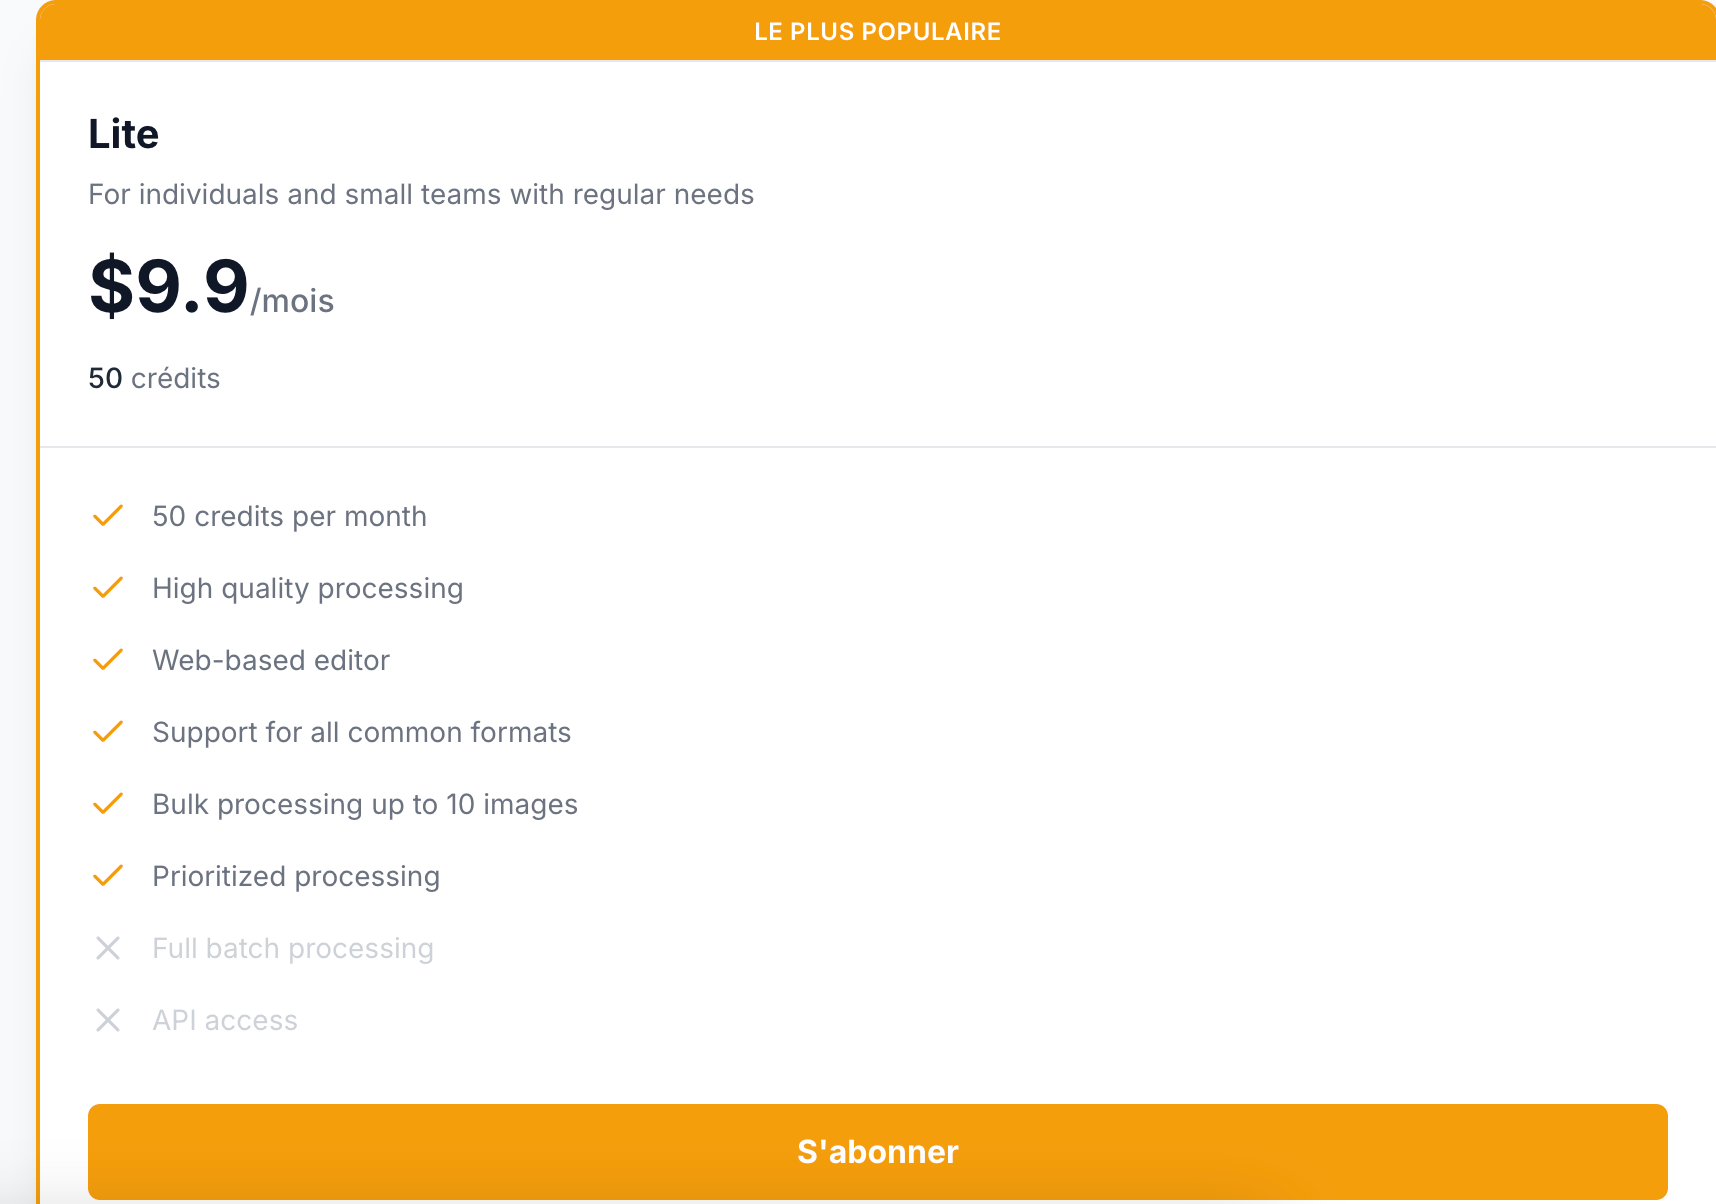 LE PLUS POPULAIRE
Lite
For individuals and small teams with regular needs
$9.9/mois
50 crédits
50 credits per month
High quality processing
Web-based editor
Support for all common formats
Bulk processing up to 10 images
Prioritized processing
Full batch processing
API access
S'abonner